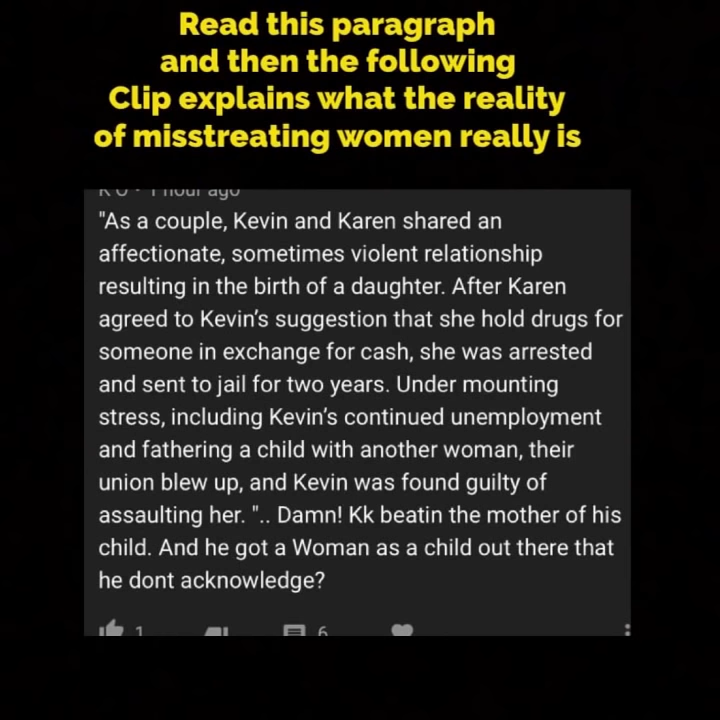 Read this paragraph
and then the following
Clip explains what the reality
of misstreating women really is
K O • 1 hour ago
"As a couple, Kevin and Karen shared an
affectionate, sometimes violent relationship
resulting in the birth of a daughter. After Karen
agreed to Kevin’s suggestion that she hold drugs for
someone in exchange for cash, she was arrested
and sent to jail for two years. Under mounting
stress, including Kevin’s continued unemployment
and fathering a child with another woman, their
union blew up, and Kevin was found guilty of
assaulting her. ".. Damn! Kk beatin the mother of his
child. And he got a Woman as a child out there that
he dont acknowledge?
1 6